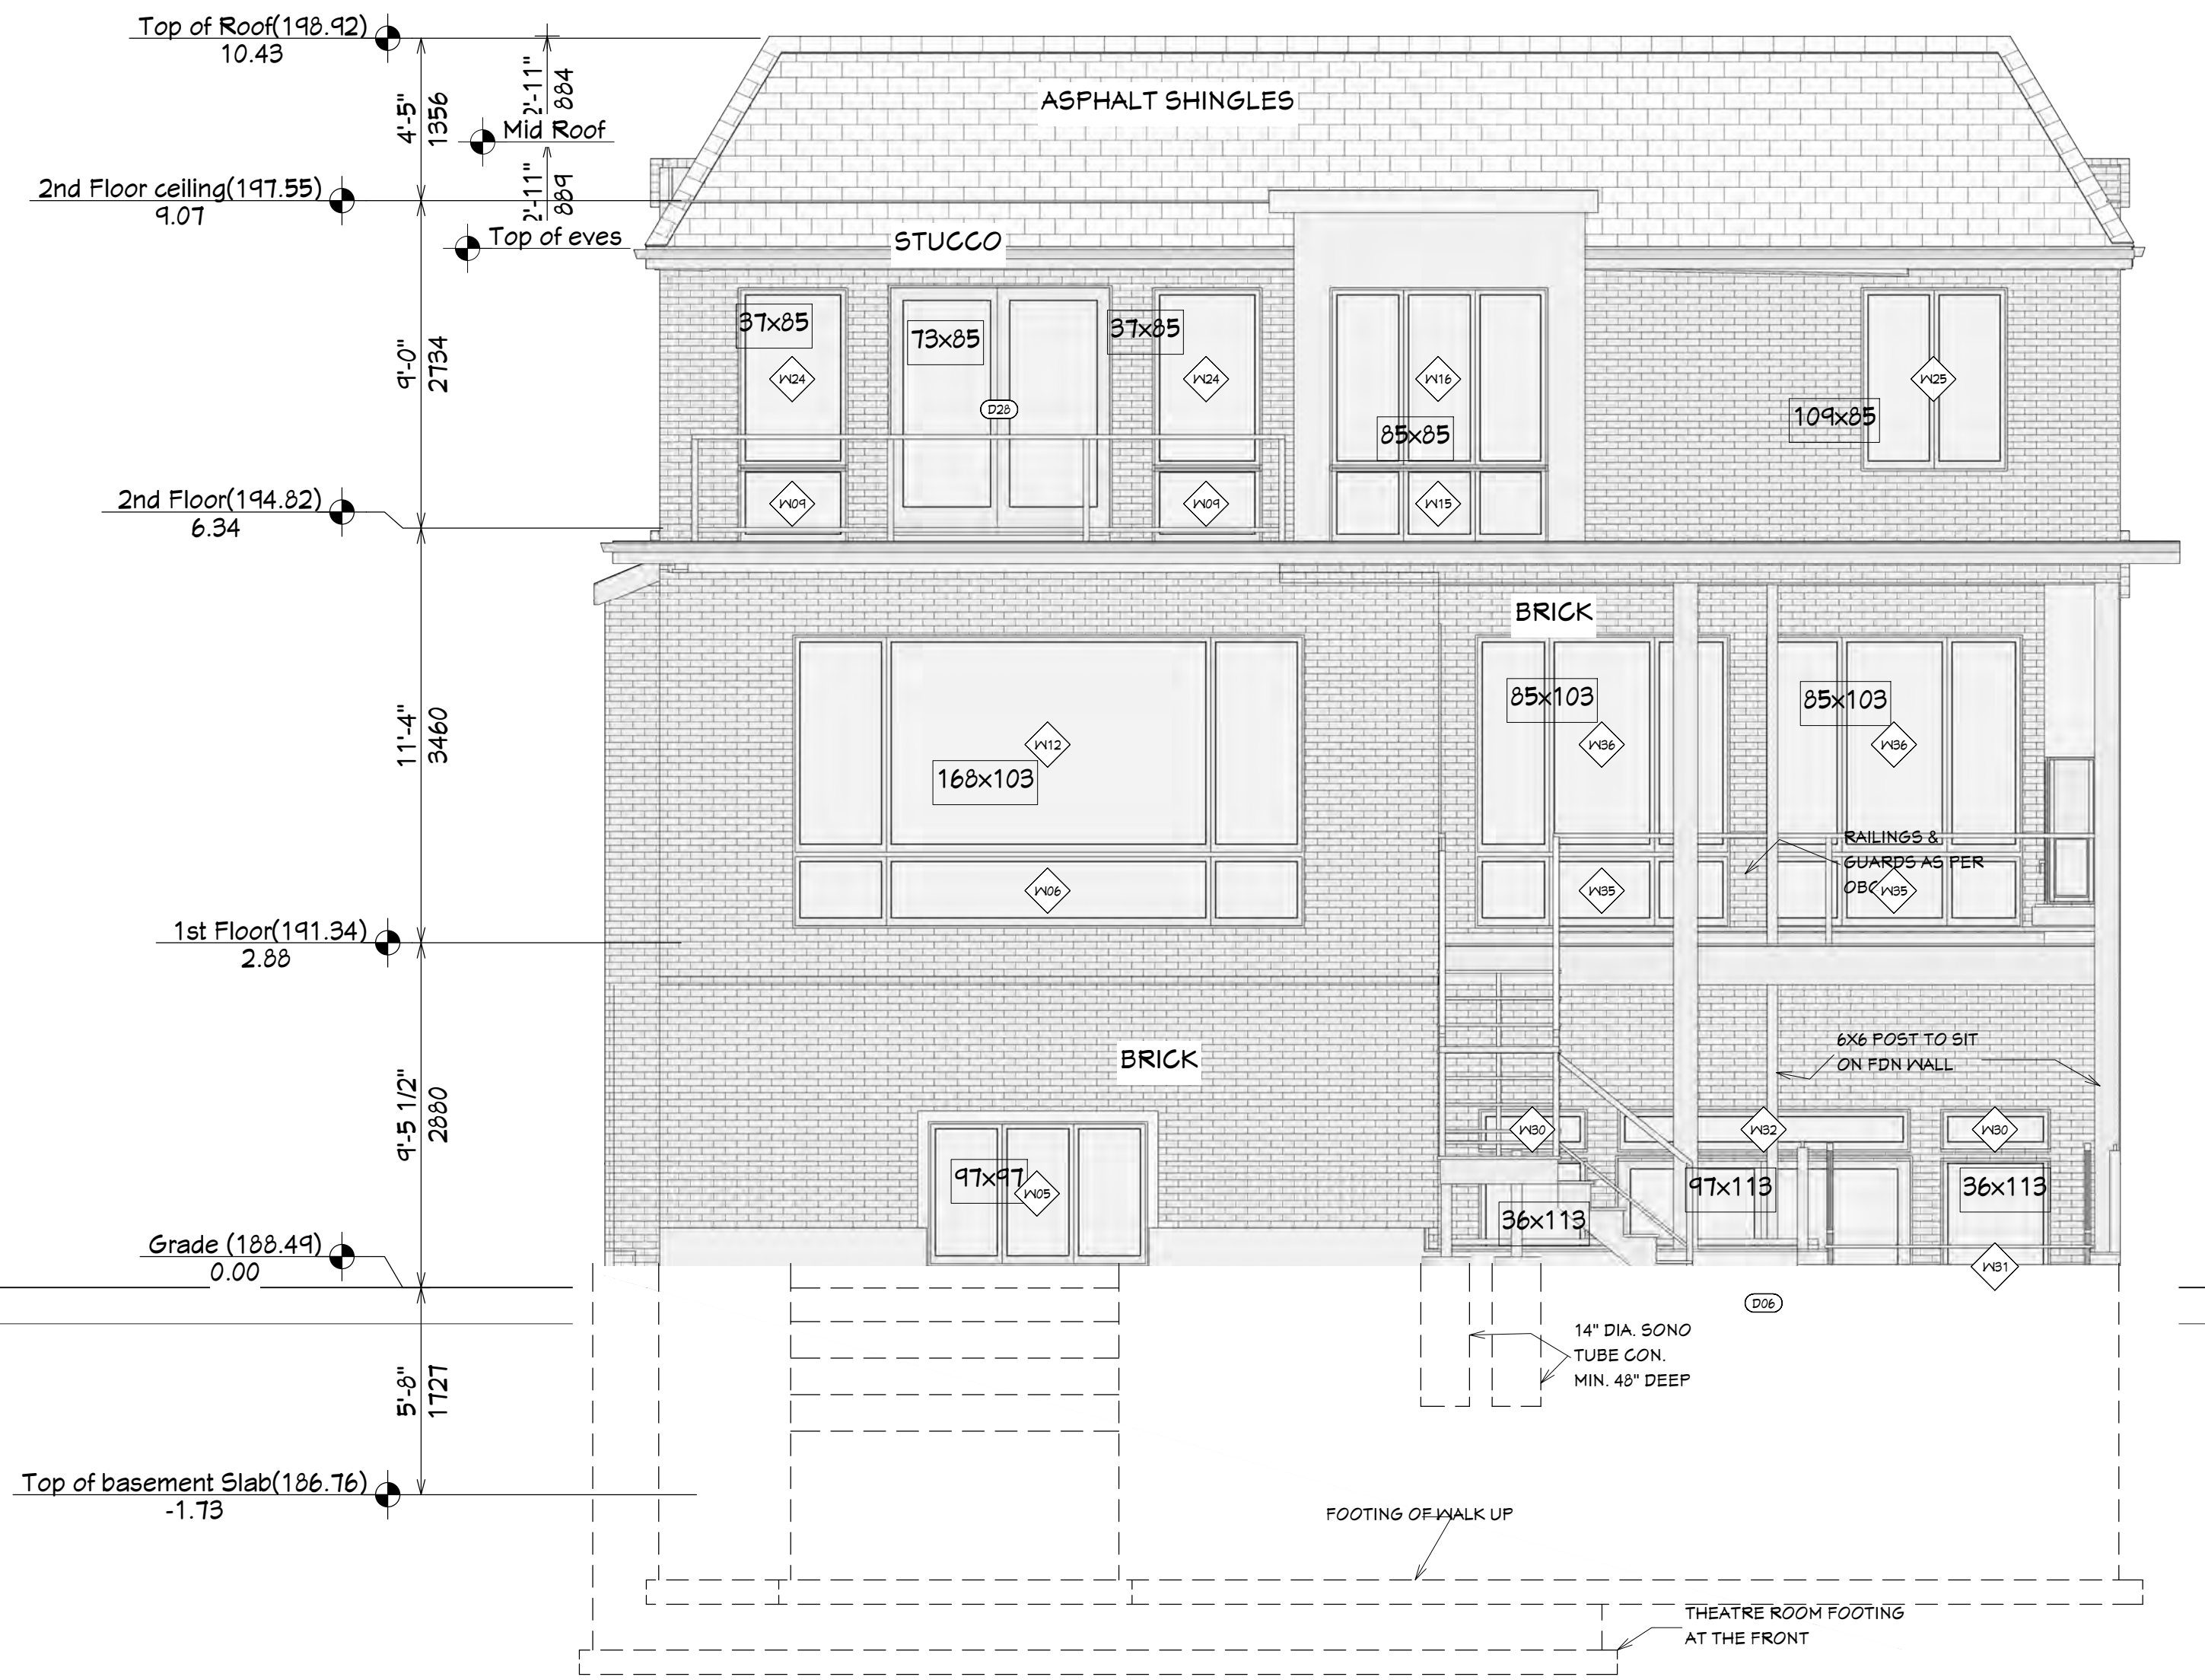 Top of Roof(198.92)
10.43
4'-5"
1356
2'-11"
884
Mid Roof
2'-11"
889
2nd Floor ceiling(197.55)
9.07
Top of eves
ASPHALT SHINGLES
STUCCO
37x85
73x85
37x85
W24
W24
W16
W25
D28
85x85
109x85
9'-0"
2734
W09
W09
W15
2nd Floor(194.82)
6.34
BRICK
85x103
85x103
W12
W36
W36
168x103
11'-4"
3460
RAILINGS &
GUARDS AS PER
OBC
W06
W35
W35
1st Floor(191.34)
2.88
BRICK
6X6 POST TO SIT
ON FDN WALL
9'-5 1/2"
2880
W30
W32
W30
97x97
W05
97x113
36x113
36x113
Grade (188.49)
0.00
W31
D06
14" DIA. SONO
TUBE CON.
MIN. 48" DEEP
5'-8"
1727
Top of basement Slab(186.76)
-1.73
FOOTING OF WALK UP
THEATRE ROOM FOOTING
AT THE FRONT